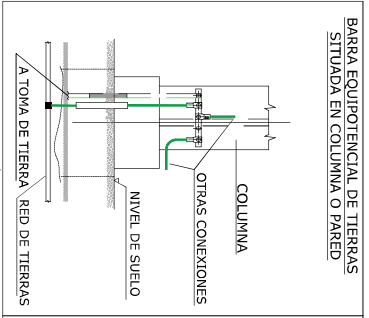 BARRA EQUIPOTENCIAL DE TIERRAS
SITUADA EN COLUMNA O PARED
COLUMNA
OTRAS CONEXIONES
NIVEL DE SUELO
A TOMA DE TIERRA
RED DE TIERRAS